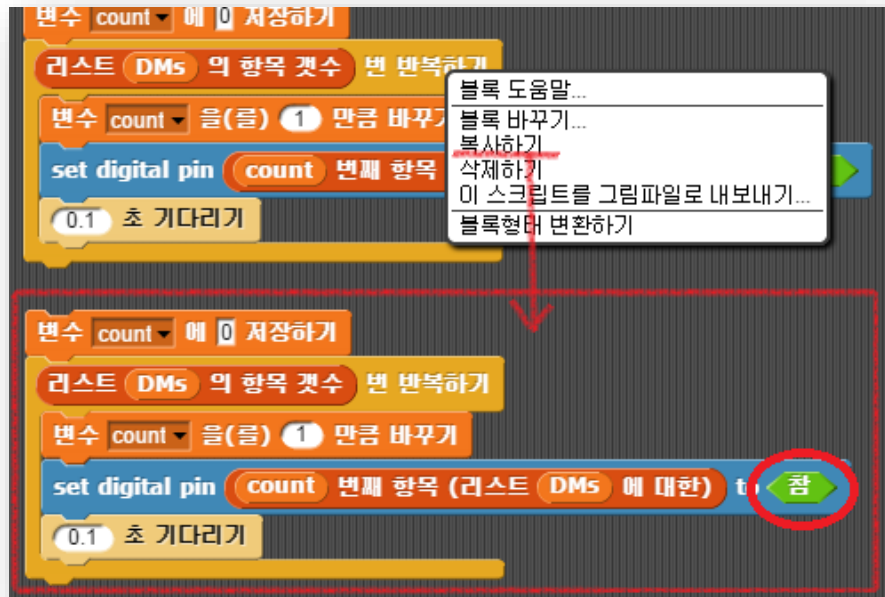 변수 count 에 0 저장하기
리스트 DMs 의 항목 갯수 번 반복하기
변수 count 을(를) 1 만큼 바꾸기
set digital pin count 번째 항목
0.1 초 기다리기
블록 도움말...
블록 바꾸기...
복사하기
삭제하기
이 스크립트를 그림파일로 내보내기...
블록형태 변환하기
변수 count 에 0 저장하기
리스트 DMs 의 항목 갯수 번 반복하기
변수 count 을(를) 1 만큼 바꾸기
set digital pin count 번째 항목 (리스트 DMs 에 대한) to 참
0.1 초 기다리기